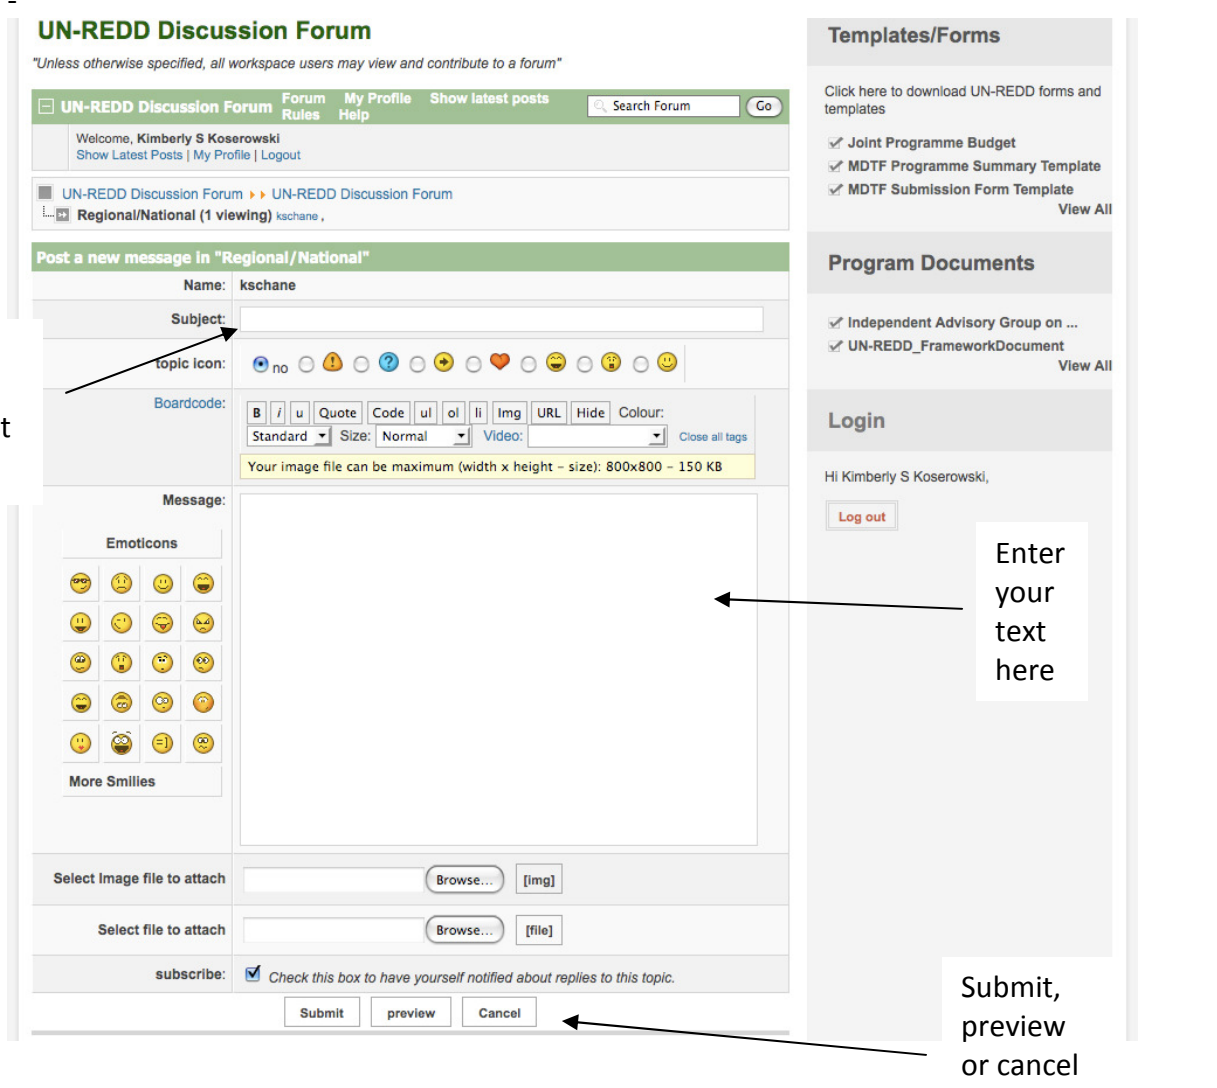 UN-REDD Discussion Forum
"Unless otherwise specified, all workspace users may view and contribute to a forum"
UN-REDD Discussion Forum Forum Rules My Profile Help Show latest posts Search Forum Go
Welcome, Kimberly S Koserowski
Show Latest Posts | My Profile | Logout
UN-REDD Discussion Forum UN-REDD Discussion Forum
Regional/National (1 viewing) kschane ,
Post a new message in "Regional/National"
Name: kschane
Subject:
topic icon: no
Boardcode: B i u Quote Code ul ol li Img URL Hide Colour:
Standard Size: Normal Video: Close all tags
Your image file can be maximum (width x height – size): 800x800 – 150 KB
Message:
Emoticons
More Smilies
Select Image file to attach Browse... [img]
Select file to attach Browse... [file]
subscribe: Check this box to have yourself notified about replies to this topic.
Submit preview Cancel
t
Templates/Forms
Click here to download UN-REDD forms and
templates
Joint Programme Budget
MDTF Programme Summary Template
MDTF Submission Form Template
View All
Program Documents
Independent Advisory Group on ...
UN-REDD_FrameworkDocument
View All
Login
Hi Kimberly S Koserowski,
Log out
Enter
your
text
here
Submit,
preview
or cancel